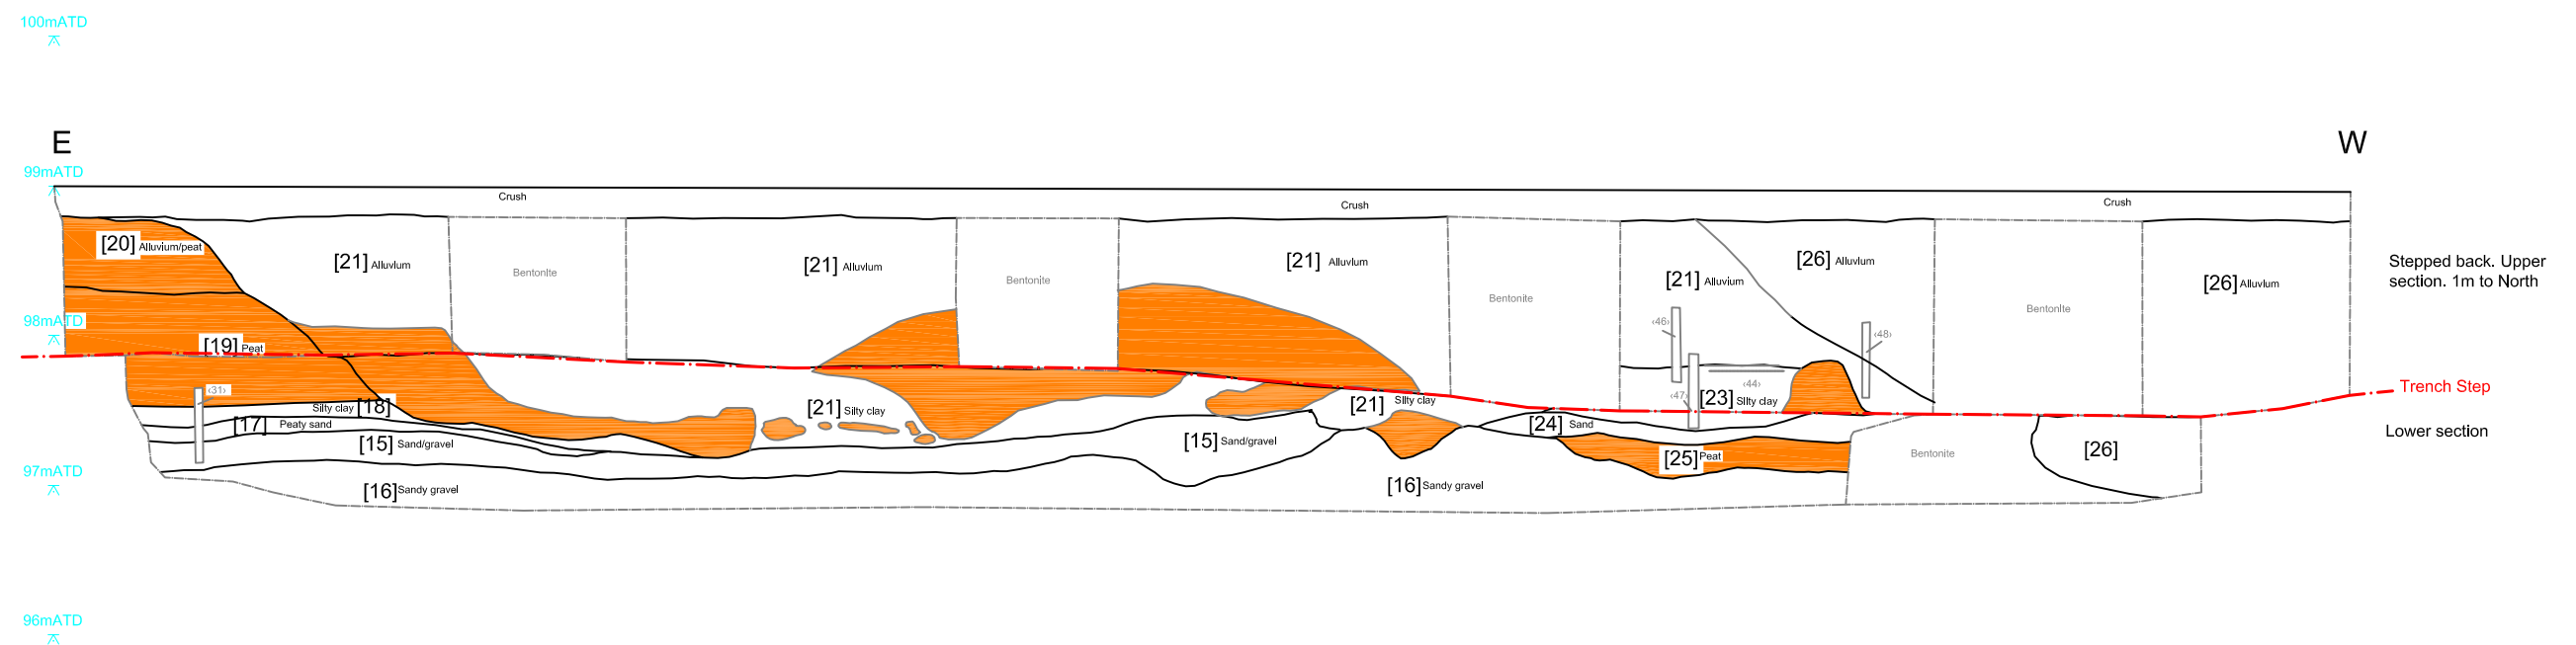 100mATD
E
W
99mATD
Crush
Crush
Crush
[20] Alluvium/peat
[21] Alluvium
Bentonite
[21] Alluvium
Bentonite
[21] Alluvium
Bentonite
[21] Alluvium
[26] Alluvium
Bentonite
[26] Alluvium
Stepped back. Upper
section. 1m to North
98mATD
‹46›
‹48›
[19] Peat
‹31›
‹44›
‹47›
[23] Silty clay
Trench Step
Silty clay [18]
[21] Silty clay
[21] Silty clay
[17] Peaty sand
[24] Sand
Lower section
[15] Sand/gravel
[15] Sand/gravel
[25] Peat
Bentonite
[26]
97mATD
[16] Sandy gravel
[16] Sandy gravel
96mATD